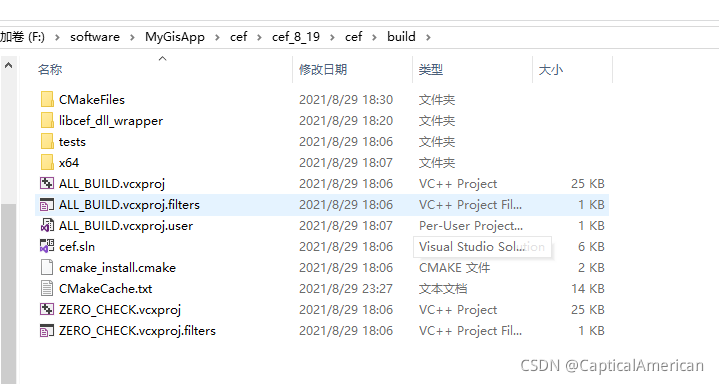 加卷 (F:) › software › MyGisApp › cef › cef_8_19 › cef › build ›
名称 修改日期 类型 大小
CMakeFiles 2021/8/29 18:30 文件夹
libcef_dll_wrapper 2021/8/29 18:20 文件夹
tests 2021/8/29 18:06 文件夹
x64 2021/8/29 18:07 文件夹
ALL_BUILD.vcxproj 2021/8/29 18:06 VC++ Project 25 KB
ALL_BUILD.vcxproj.filters 2021/8/29 18:06 VC++ Project Fil... 1 KB
ALL_BUILD.vcxproj.user 2021/8/29 18:07 Per-User Project... 1 KB
cef.sln 2021/8/29 18:06 Visual Studio Solution 6 KB
cmake_install.cmake 2021/8/29 18:06 CMAKE 文件 2 KB
CMakeCache.txt 2021/8/29 23:27 文本文档 14 KB
ZERO_CHECK.vcxproj 2021/8/29 18:06 VC++ Project 25 KB
ZERO_CHECK.vcxproj.filters 2021/8/29 18:06 VC++ Project Fil... 1 KB
CSDN @CapticalAmerican